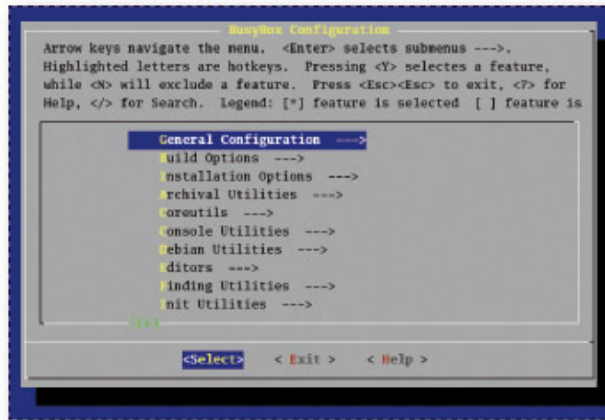 BusyBox Configuration
Arrow keys navigate the menu. <Enter> selects submenus --->.
Highlighted letters are hotkeys. Pressing <Y> selectes a feature,
while <N> will exclude a feature. Press <Esc><Esc> to exit, <?> for
Help, </> for Search. Legend: [*] feature is selected [ ] feature is
General Configuration --->
Build Options --->
Installation Options --->
Archival Utilities --->
Coreutils --->
Console Utilities --->
Debian Utilities --->
Editors --->
Finding Utilities --->
Init Utilities --->
<Select> < Exit > < Help >